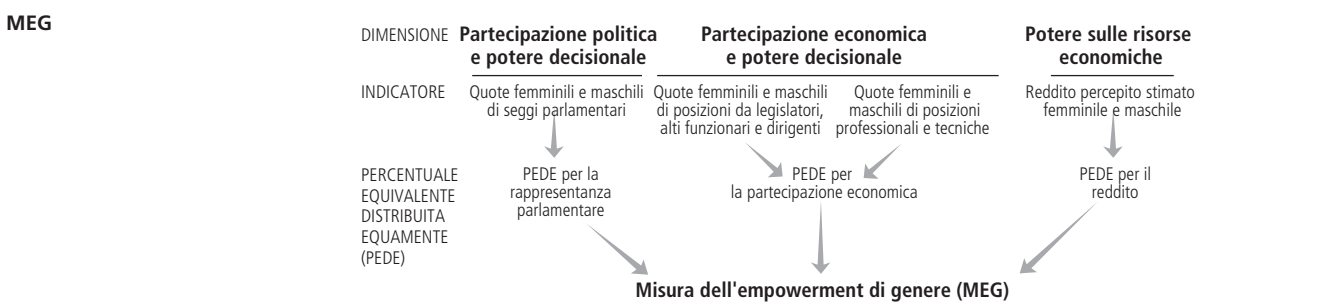 MEG
DIMENSIONE
Partecipazione politica
e potere decisionale
Partecipazione economica
e potere decisionale
Potere sulle risorse
economiche
INDICATORE
Quote femminili e maschili
di seggi parlamentari
Quote femminili e maschili
di posizioni da legislatori,
alti funzionari e dirigenti
Quote femminili e
maschili di posizioni
professionali e tecniche
Reddito percepito stimato
femminile e maschile
PERCENTUALE
EQUIVALENTE
DISTRIBUITA
EQUAMENTE
(PEDE)
PEDE per la
rappresentanza
parlamentare
PEDE per
la partecipazione economica
PEDE per il
reddito
Misura dell'empowerment di genere (MEG)